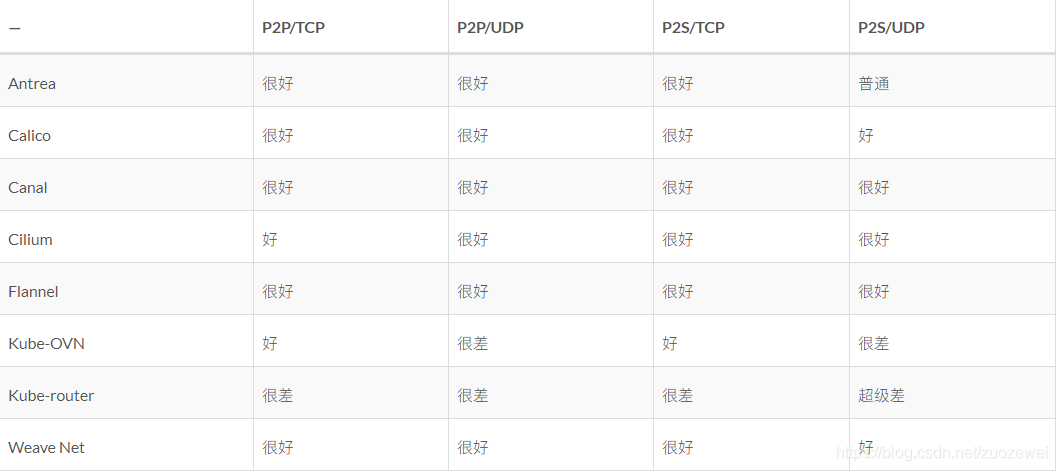 — P2P/TCP P2P/UDP P2S/TCP P2S/UDP
Antrea 很好 很好 很好 普通
Calico 很好 很好 很好 好
Canal 很好 很好 很好 很好
Cilium 好 很好 很好 很好
Flannel 很好 很好 很好 很好
Kube-OVN 好 很差 好 很差
Kube-router 很差 很差 很差 超级差
Weave Net 很好 很好 很好 好
https://blog.csdn.net/zuozewei